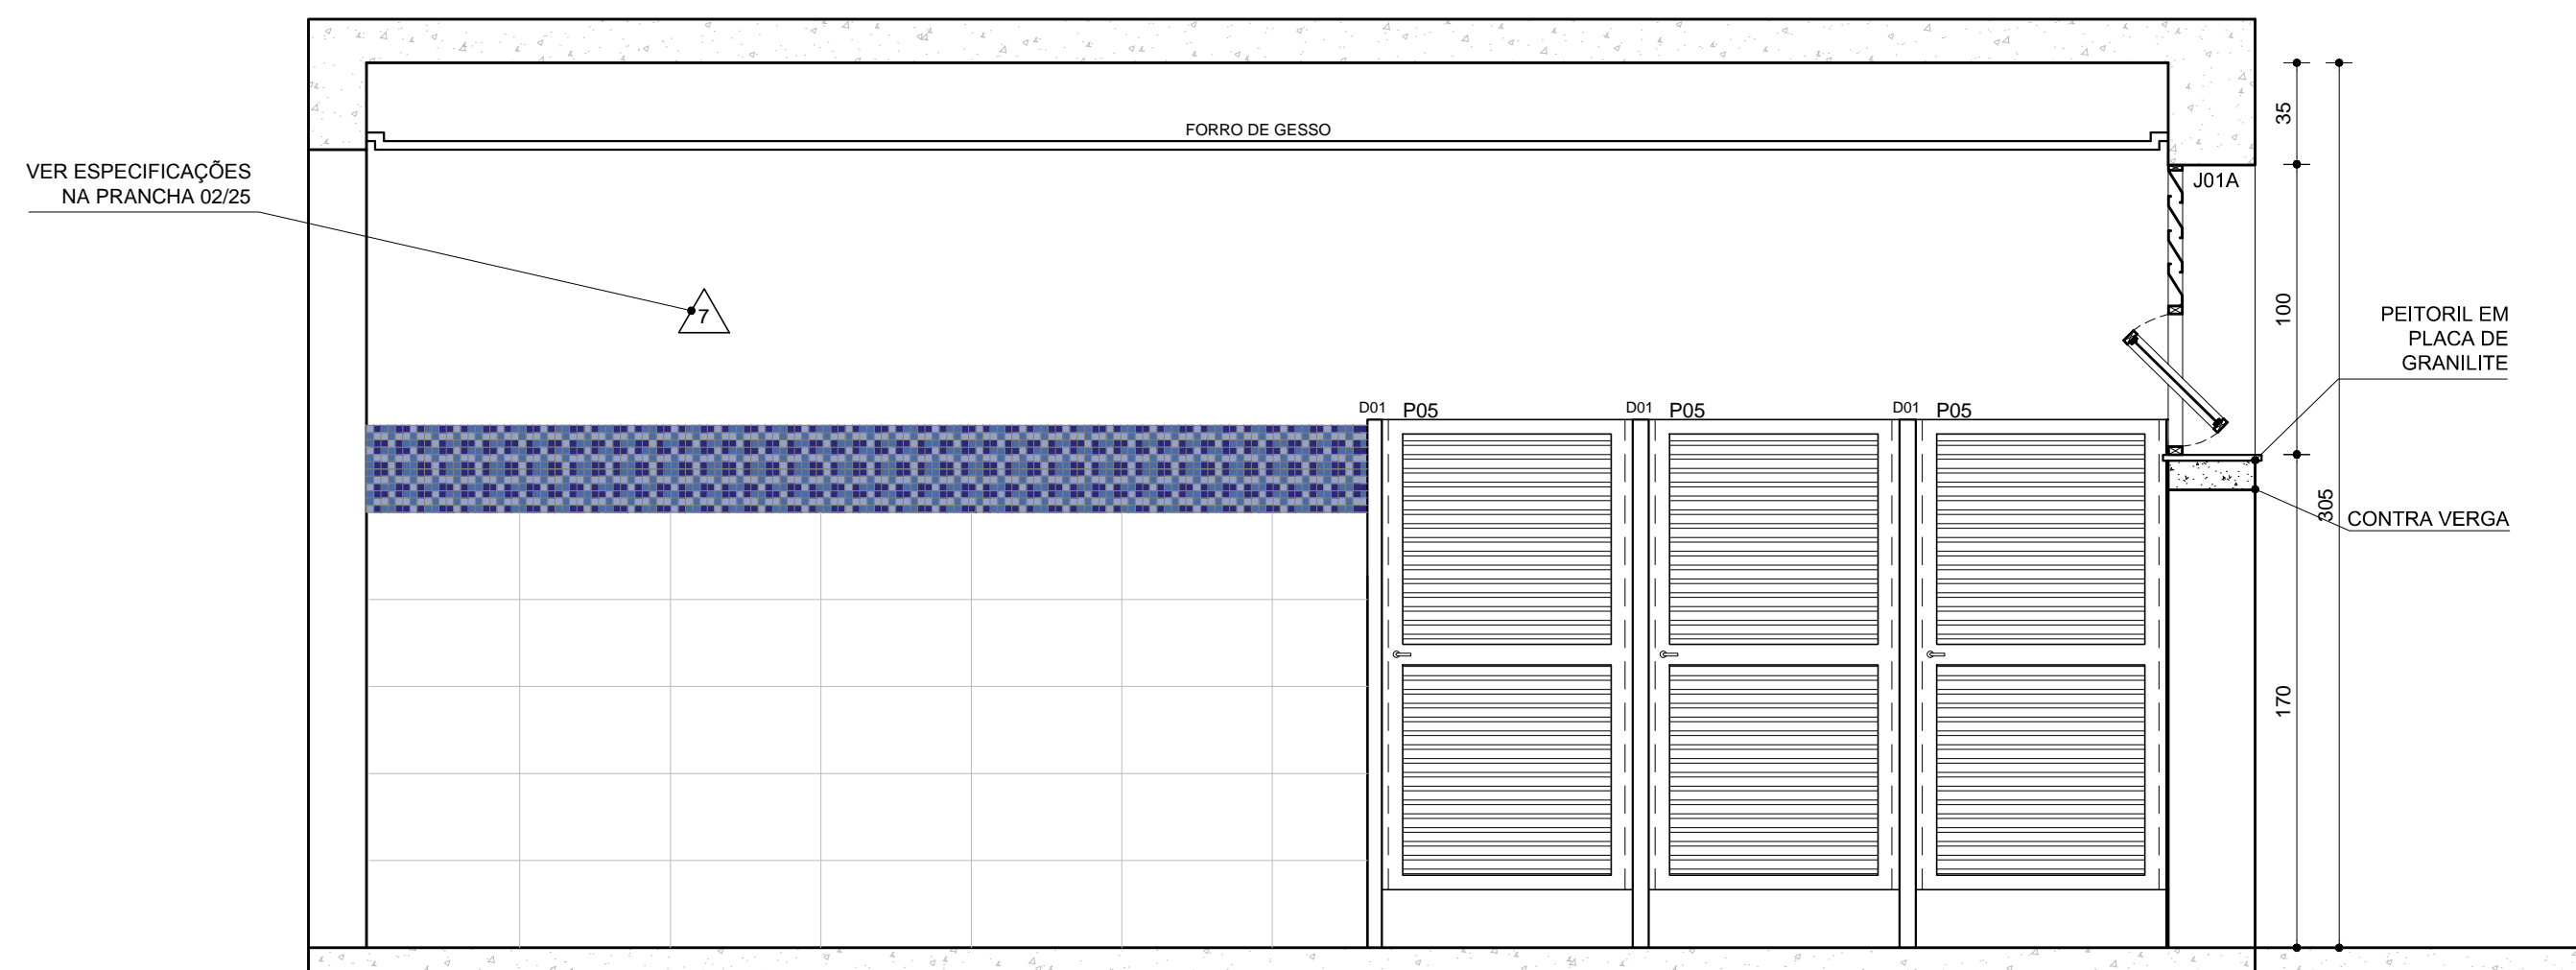 FORRO DE GESSO
35
VER ESPECIFICAÇÕES
NA PRANCHA 02/25
J01A
7
100
PEITORIL EM
PLACA DE
GRANILITE
D01 P05 D01 P05 D01 P05
305
CONTRA VERGA
170